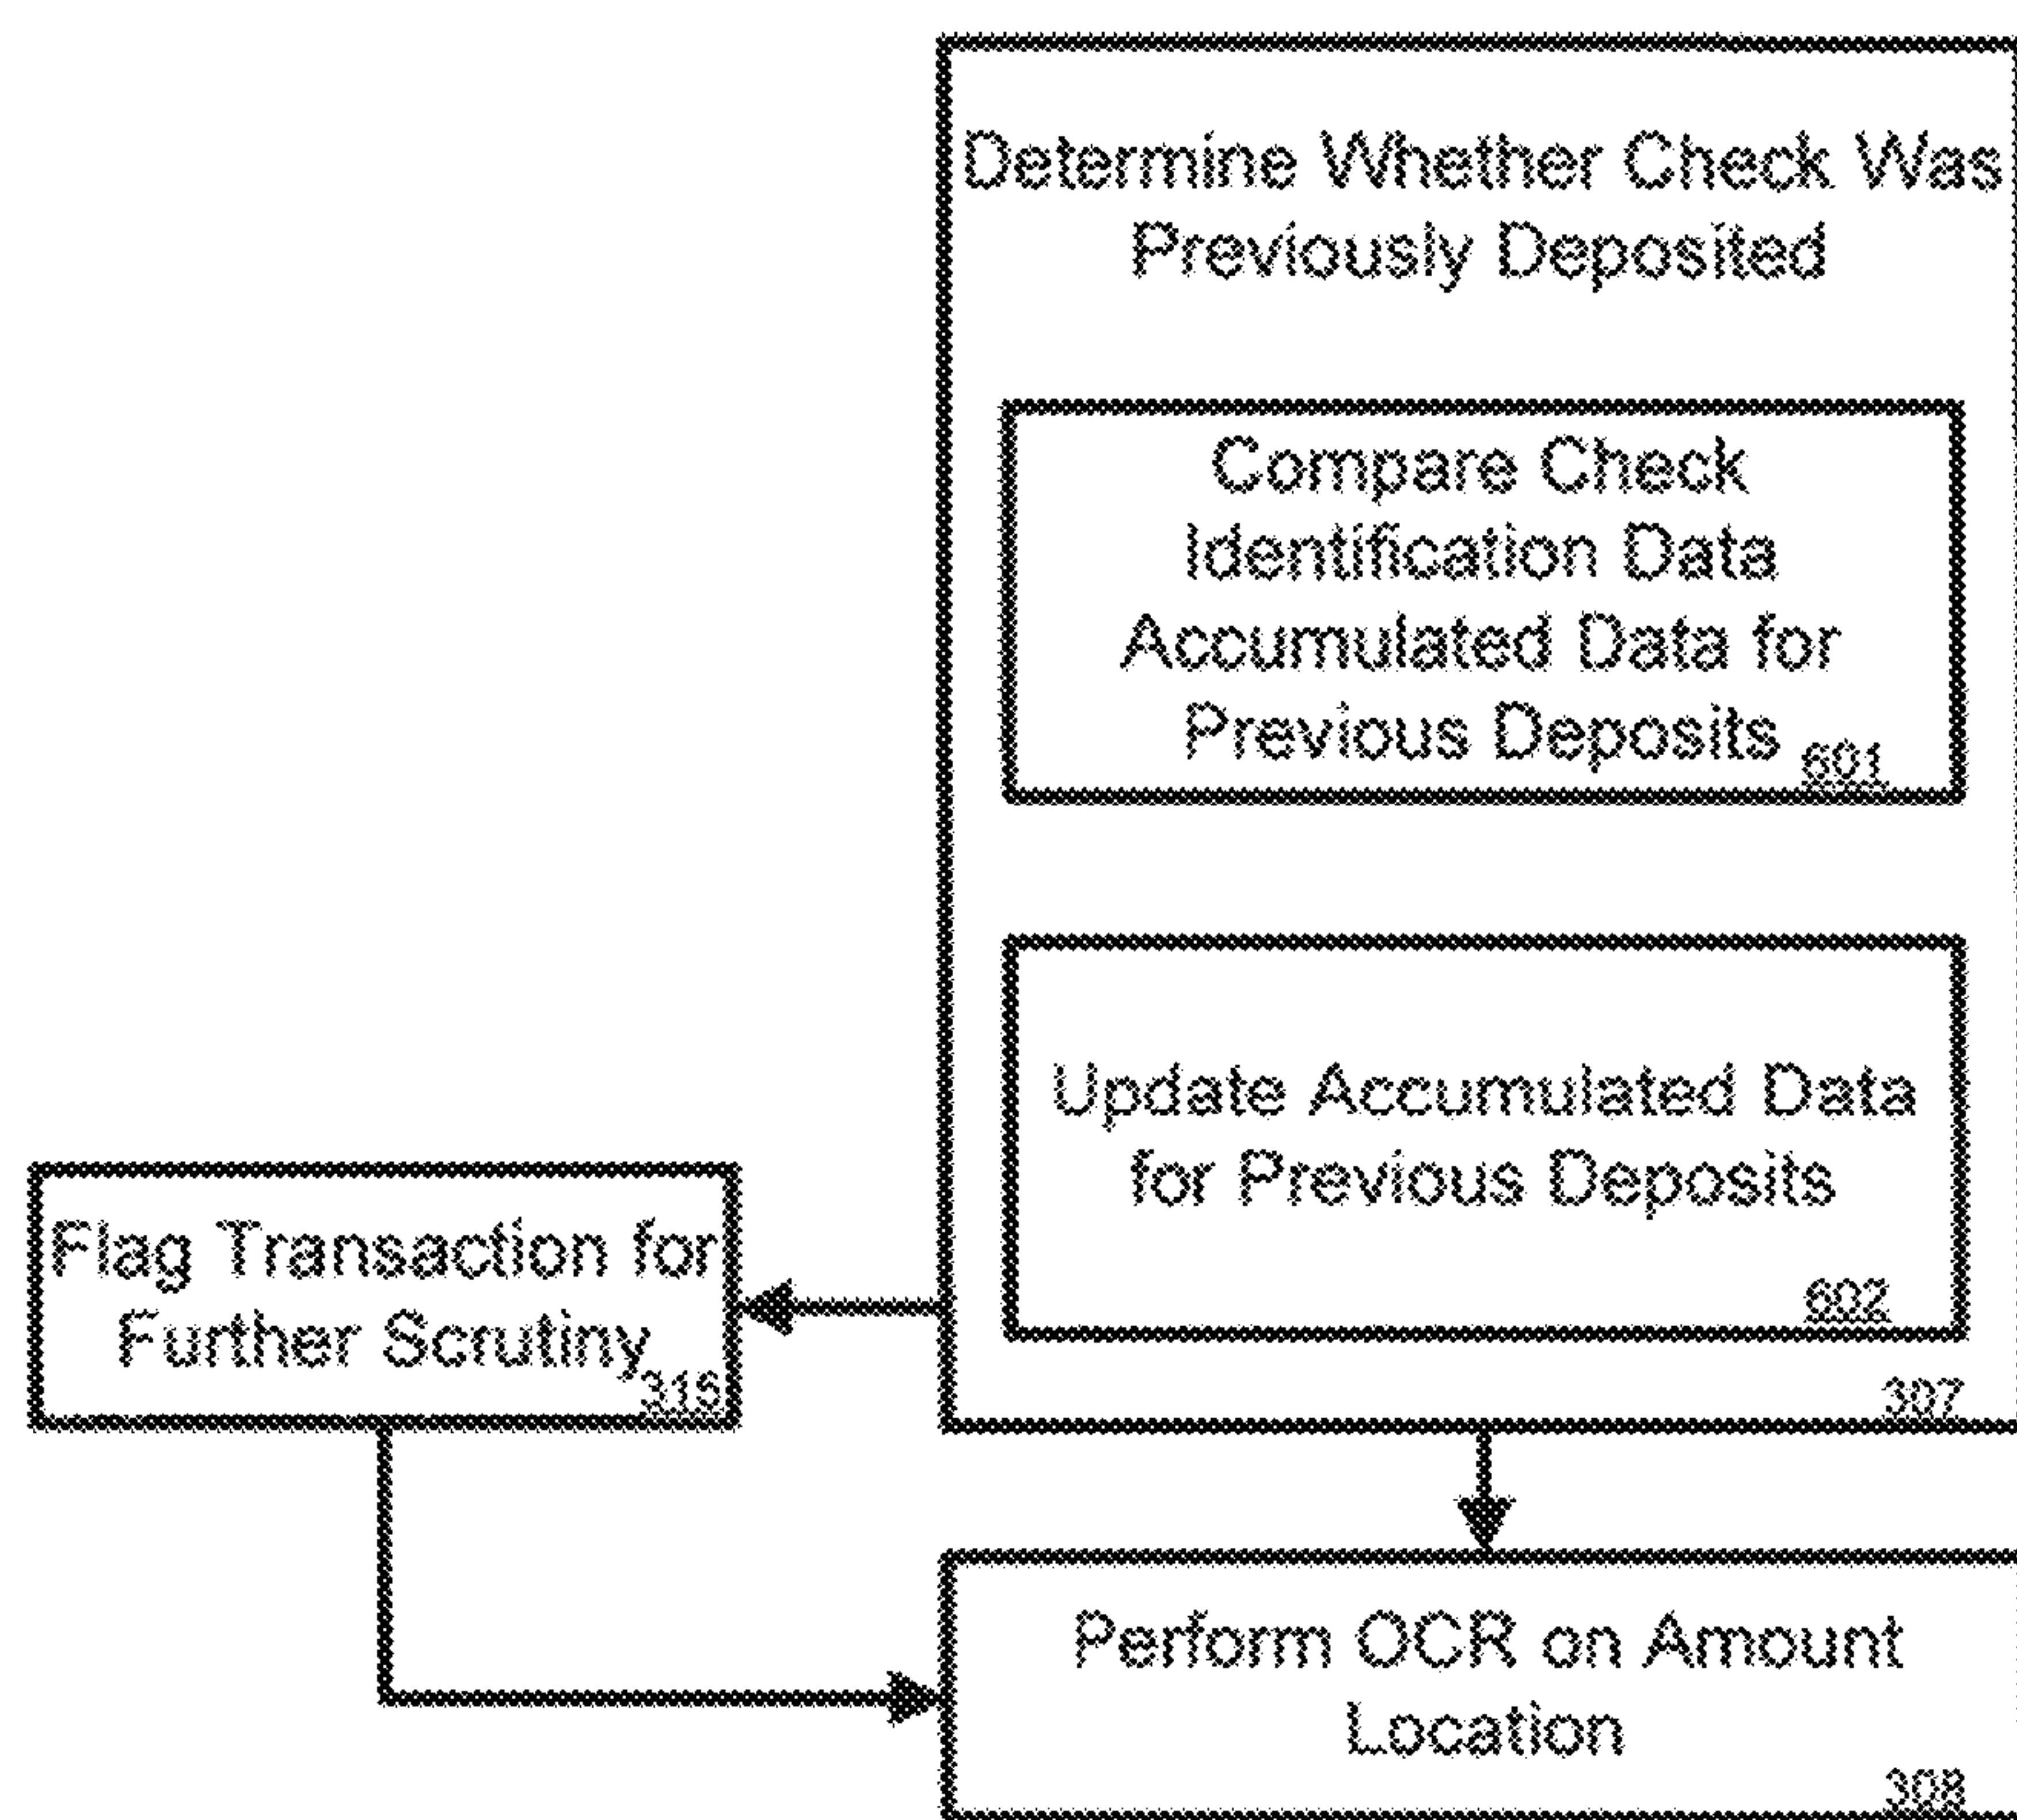 Determine Whether Check Was
Previously Deposited
Compare Check
Identification Data
Accumulated Data for
Previous Deposits
601
Update Accumulated Data
for Previous Deposits
602
307
Flag Transaction for
Further Scrutiny
316
Perform OCR on Amount
Location
308